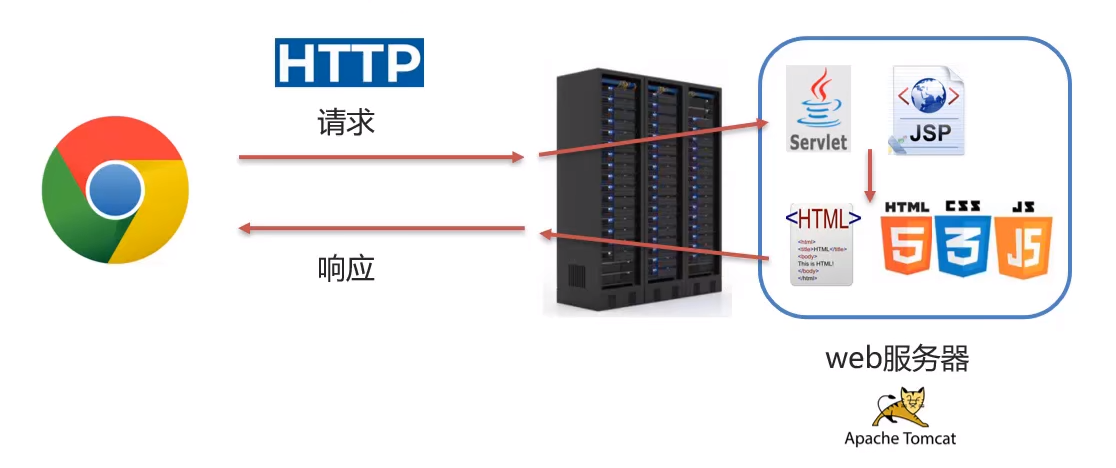 HTTP
请求
响应
Servlet
JSP
<HTML>
<html>
<title>HTML</title>
<body>
This is HTML!
</body>
</html>
HTML
5
CSS
3
JS
JS
web服务器
Apache Tomcat